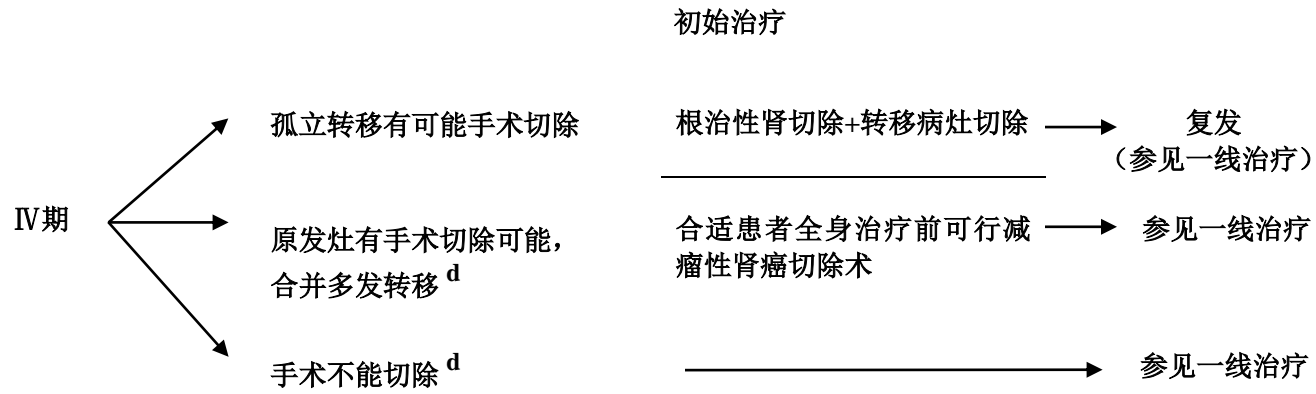 初始治疗
孤立转移有可能手术切除
根治性肾切除+转移病灶切除
复发
（参见一线治疗）
Ⅳ期
原发灶有手术切除可能，
合并多发转移 d
合适患者全身治疗前可行减
瘤性肾癌切除术
参见一线治疗
手术不能切除 d
参见一线治疗